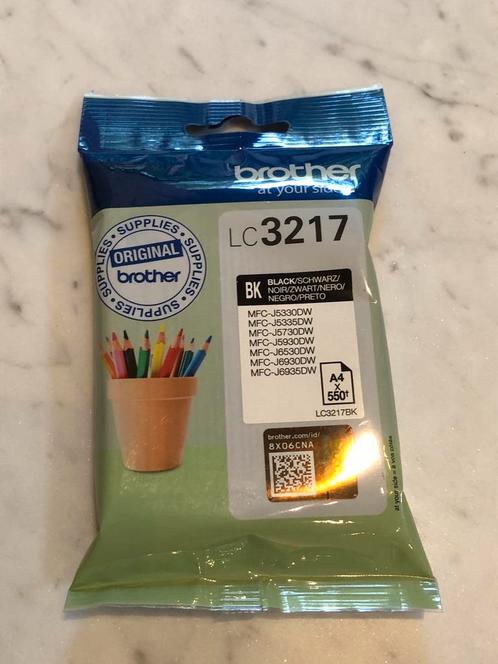 brother
at your side
LC3217
SUPPLIES • SUPPLIES • SUPPLIES • SUPPLIES •
ORIGINAL
brother
BK
BLACK/SCHWARZ/
NOIR/ZWART/NERO/
NEGRO/PRETO
MFC-J5330DW
MFC-J5335DW
MFC-J5730DW
MFC-J5930DW
MFC-J6530DW
MFC-J6930DW
MFC-J6935DW
A4
x
550†
LC3217BK
brother.com/id/
8X06CNA